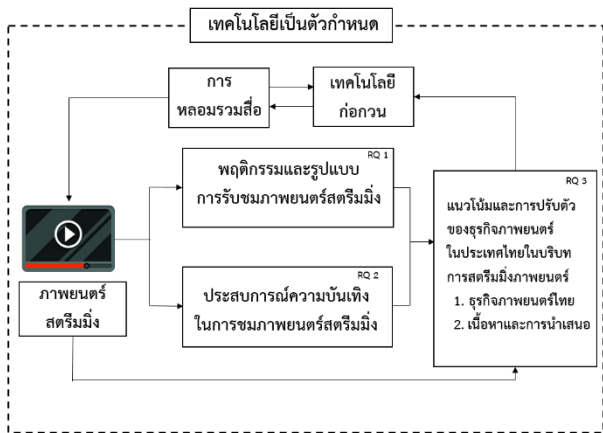 เทคโนโลยีเป็นตัวกำหนด
การ
หลอมรวมสื่อ
เทคโนโลยี
ก่อกวน
RQ 1
พฤติกรรมและรูปแบบ
การรับชมภาพยนตร์สตรีมมิ่ง
RQ 2
ประสบการณ์ความบันเทิง
ในการชมภาพยนตร์สตรีมมิ่ง
ภาพยนตร์
สตรีมมิ่ง
RQ 3
แนวโน้มและการปรับตัว
ของธุรกิจภาพยนตร์
ในประเทศไทยในบริบท
การสตรีมมิ่งภาพยนตร์
1. ธุรกิจภาพยนตร์ไทย
2. เนื้อหาและการนำเสนอ